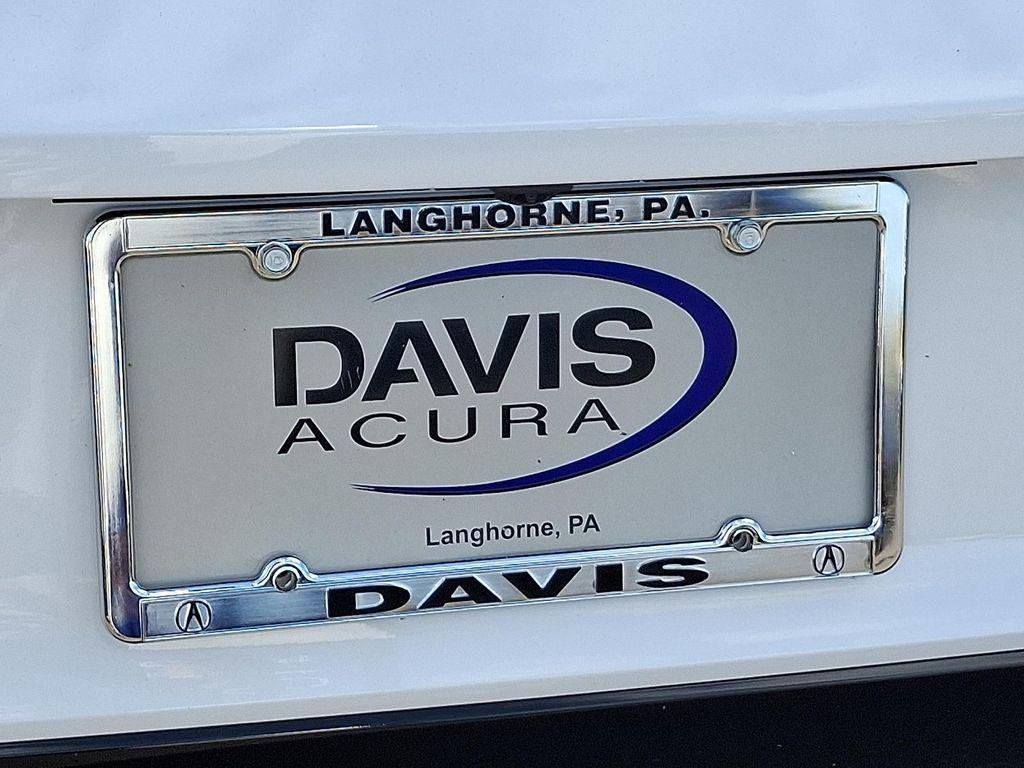 LANGHORNE, PA.
DAVIS
ACURA
Langhorne, PA
DAVIS